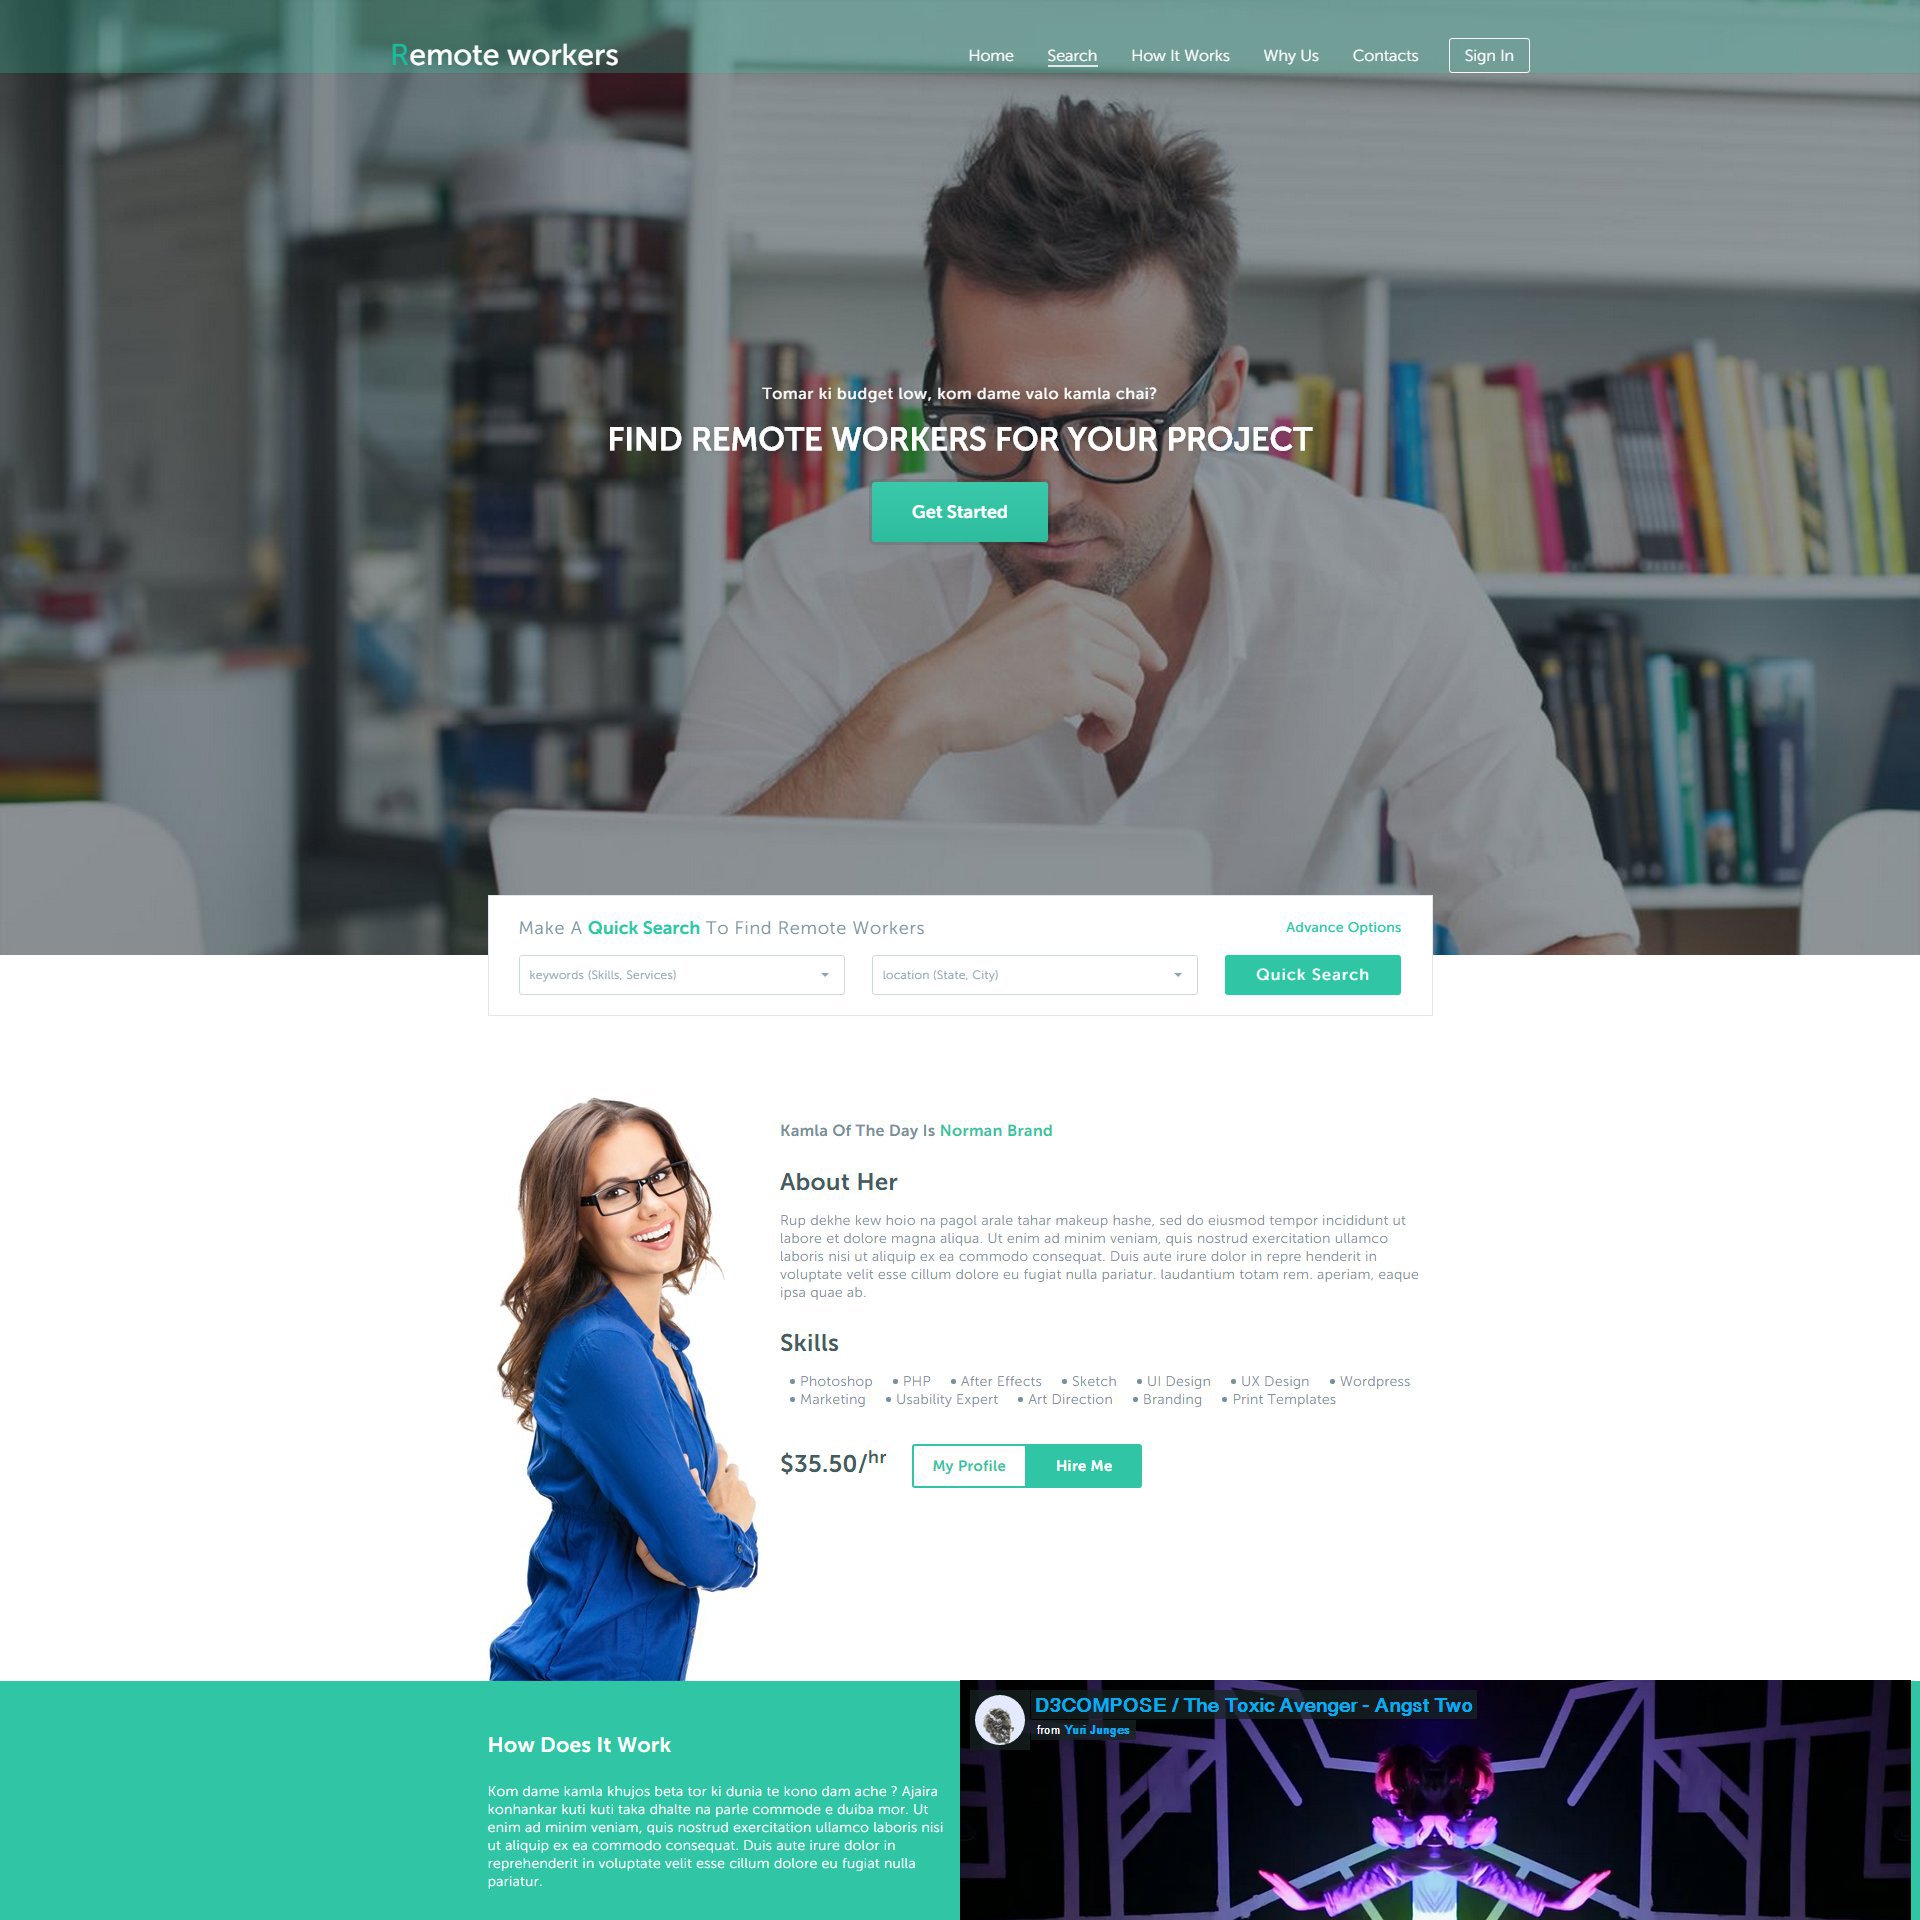 Remote workers
Home Search How It Works Why Us Contacts Sign In
Tomar ki budget low, kom dame valo kamla chai?
FIND REMOTE WORKERS FOR YOUR PROJECT
Get Started
Make A Quick Search To Find Remote Workers
Advance Options
keywords (Skills, Services)
location (State, City)
Quick Search
Kamla Of The Day Is Norman Brand
About Her
Rup dekhe kew hoio na pagol arale tahar makeup hashe, sed do eiusmod tempor incididunt ut
labore et dolore magna aliqua. Ut enim ad minim veniam, quis nostrud exercitation ullamco
laboris nisi ut aliquip ex ea commodo consequat. Duis aute irure dolor in repre henderit in
voluptate velit esse cillum dolore eu fugiat nulla pariatur. laudantium totam rem. aperiam, eaque
ipsa quae ab.
Skills
• Photoshop • PHP • After Effects • Sketch • UI Design • UX Design • Wordpress
• Marketing • Usability Expert • Art Direction • Branding • Print Templates
$35.50/hr
My Profile
Hire Me
How Does It Work
Kom dame kamla khujos beta tor ki dunia te kono dam ache ? Ajaira
konhankar kuti kuti taka dhalte na parle commode e duiba mor. Ut
enim ad minim veniam, quis nostrud exercitation ullamco laboris nisi
ut aliquip ex ea commodo consequat. Duis aute irure dolor in
reprehenderit in voluptate velit esse cillum dolore eu fugiat nulla
pariatur.
D3COMPOSE / The Toxic Avenger - Angst Two
from Yuri Junges